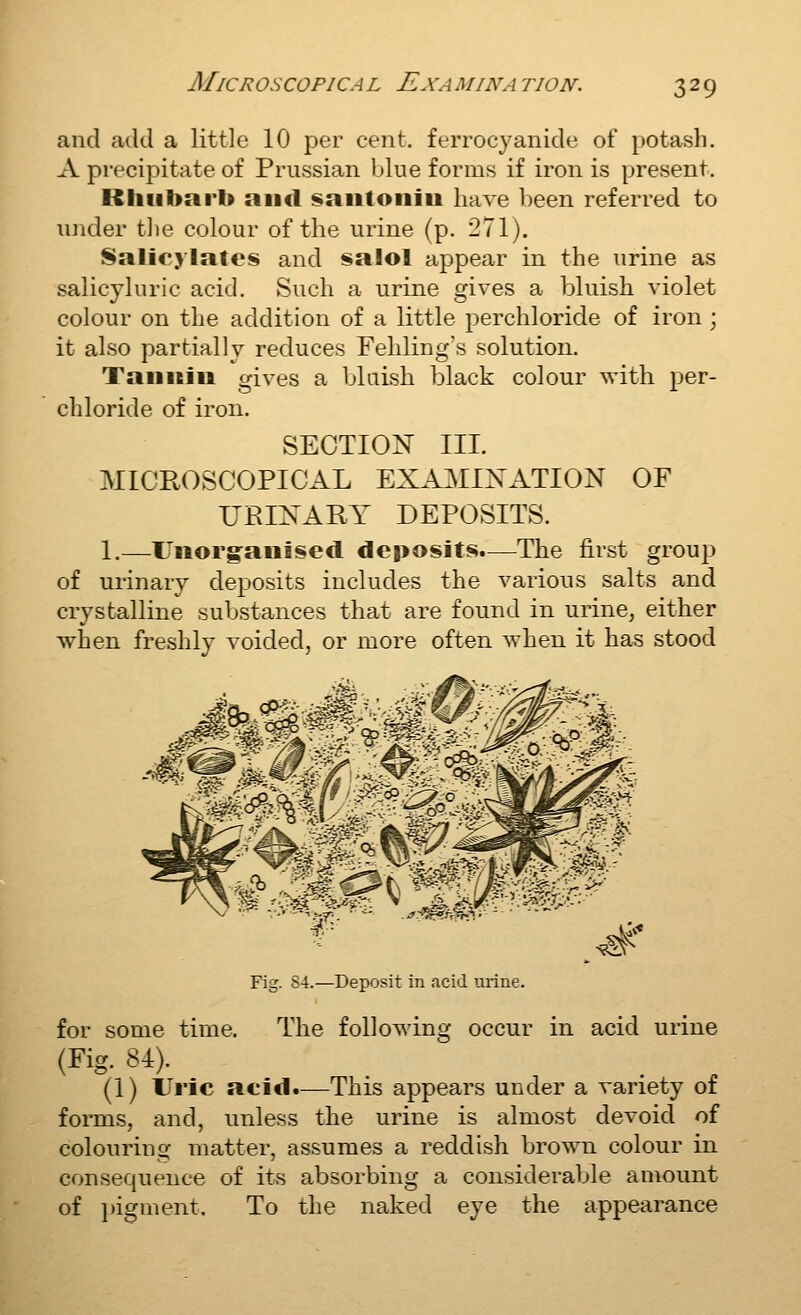 MICROSCOPICAL EXAMINATION. 329
and add a little 10 per cent. ferrocyanide of potash.
A precipitate of Prussian blue forms if iron is present.
Rhubarb and santonin have been referred to
under the colour of the urine (p. 271).
Salicylates and salol appear in the urine as
salicyluric acid. Such a urine gives a bluish violet
colour on the addition of a little perchloride of iron ;
it also partially reduces Fehling's solution.
Tannin gives a bluish black colour with per-
chloride of iron.
SECTION III.
MICROSCOPICAL EXAMINATION OF
URINARY DEPOSITS.
1.—Unorganised deposits.—The first group
of urinary deposits includes the various salts and
crystalline substances that are found in urine, either
when freshly voided, or more often when it has stood
Fig. 84.—Deposit in acid urine.
for some time. The following occur in acid urine
(Fig. 84).
(1) Uric acid.—This appears under a variety of
forms, and, unless the urine is almost devoid of
colouring matter, assumes a reddish brown colour in
consequence of its absorbing a considerable amount
of pigment. To the naked eye the appearance